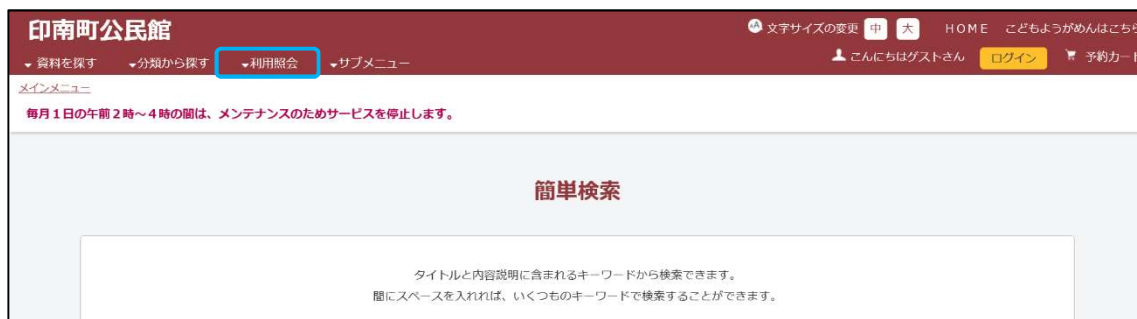 印南町公民館
文字サイズの変更 中 大 HOME こどもようがめんはこちら
資料を探す 分類から探す 利用照会 サブメニュー
こんにちはゲストさん ログイン 予約カート
メインメニュー
毎月1日の午前2時～4時の間は、メンテナンスのためサービスを停止します。
簡単検索
タイトルと内容説明に含まれるキーワードから検索できます。
間にスペースを入れれば、いくつものキーワードで検索することができます。